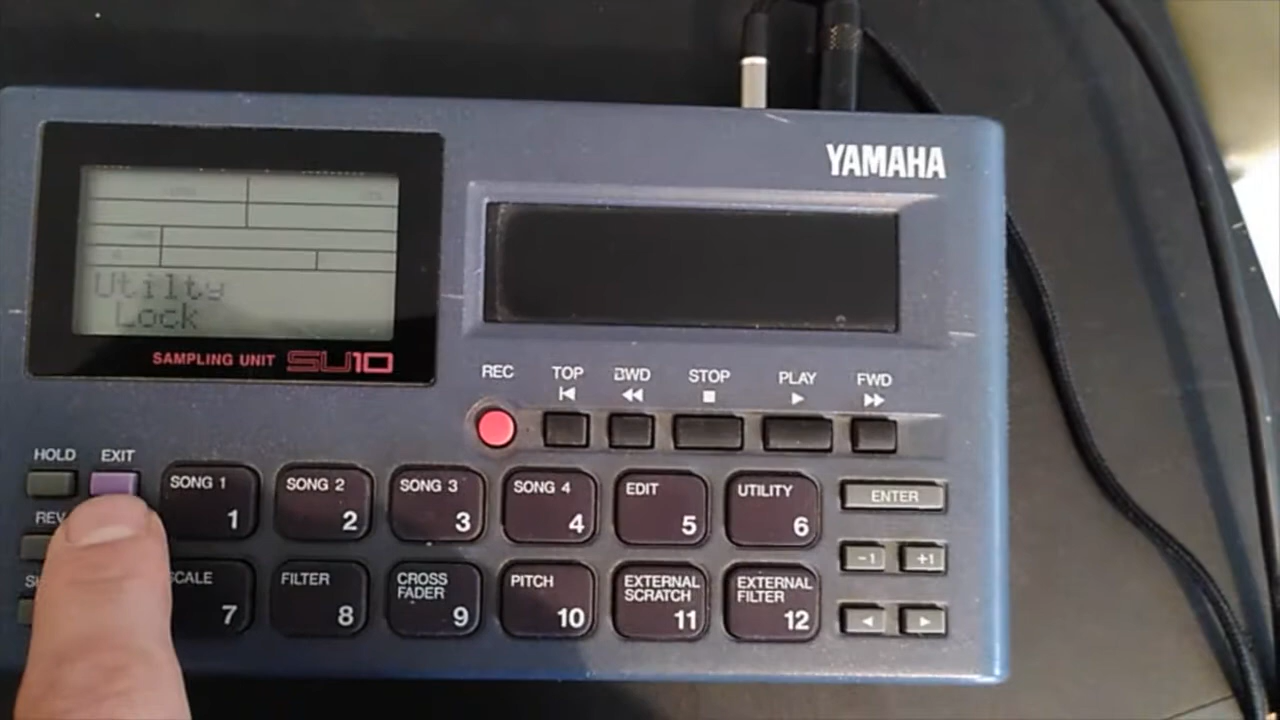 YAMAHA
Utilty
Lock
SAMPLING UNIT SU10
REC
TOP
BWD
STOP
PLAY
FWD
HOLD
EXIT
SONG 1
1
SONG 2
2
SONG 3
3
SONG 4
4
EDIT
5
UTILITY
6
ENTER
-1
+1
7
FILTER
8
CROSS
FADER
9
PITCH
10
EXTERNAL
SCRATCH
11
EXTERNAL
FILTER
12